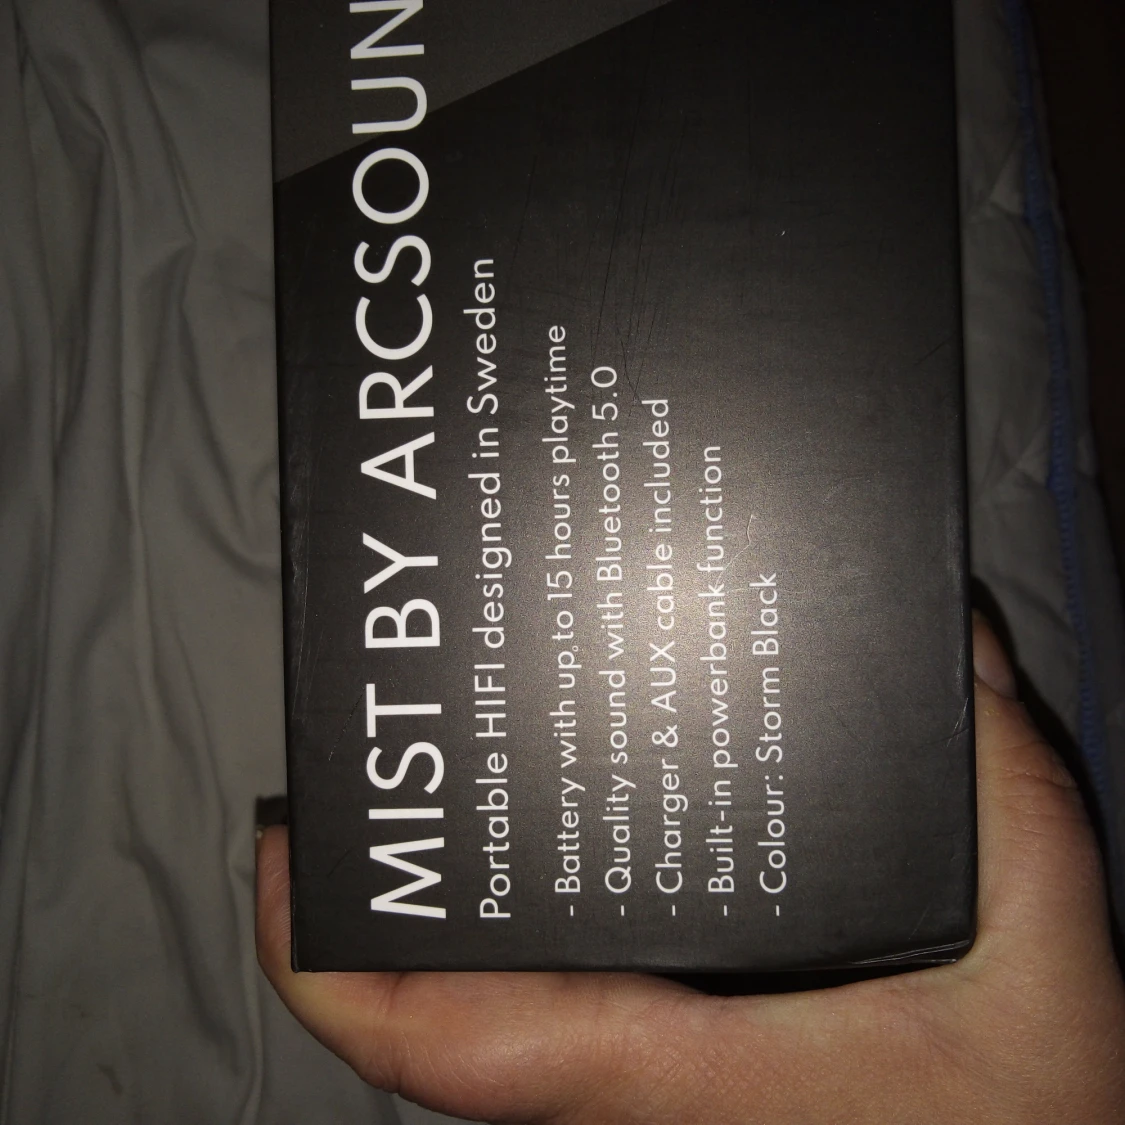 MIST BY ARCSOUN
Portable HIFI designed in Sweden
- Battery with up to 15 hours playtime
- Quality sound with Bluetooth 5.0
- Charger & AUX cable included
- Built-in powerbank function
- Colour: Storm Black